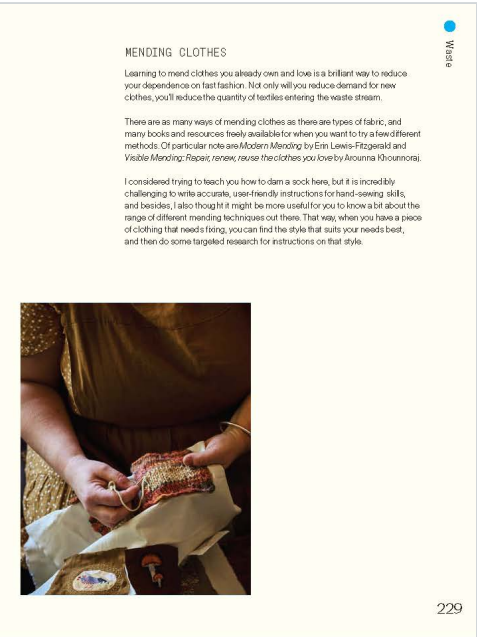 Waste
MENDING CLOTHES
Learning to mend clothes you already own and love is a brilliant way to reduce
your dependence on fast fashion. Not only will you reduce demand for new
clothes, you'll reduce the quantity of textiles entering the waste stream.
There are as many ways of mending clothes as there are types of fabric, and
many books and resources freely available for when you want to try a few different
methods. Of particular note are Modern Mending by Erin Lewis-Fitzgerald and
Visible Mending: Repair, renew, reuse the clothes you love by Arounna Khounnoraj.
I considered trying to teach you how to darn a sock here, but it is incredibly
challenging to write accurate, user-friendly instructions for hand-sewing skills,
and besides, I also thought it might be more useful for you to know a bit about the
range of different mending techniques out there. That way, when you have a piece
of clothing that needs fixing, you can find the style that suits your needs best,
and then do some targeted research for instructions on that style.
229